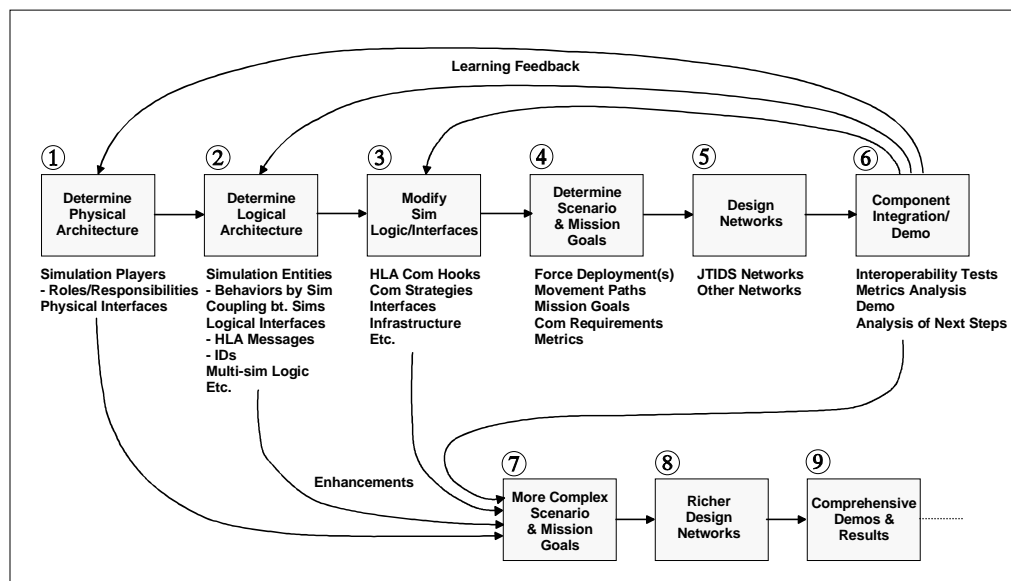 Learning Feedback
1
Determine
Physical
Architecture
2
Determine
Logical
Architecture
3
Modify
Sim
Logic/Interfaces
4
Determine
Scenario
& Mission
Goals
5
Design
Networks
6
Component
Integration/
Demo
Simulation Players
- Roles/Responsibilities
Physical Interfaces
Simulation Entities
- Behaviors by Sim
Coupling bt. Sims
Logical Interfaces
- HLA Messages
- IDs
Multi-sim Logic
Etc.
HLA Com Hooks
Com Strategies
Interfaces
Infrastructure
Etc.
Force Deployment(s)
Movement Paths
Mission Goals
Com Requirements
Metrics
JTIDS Networks
Other Networks
Interoperability Tests
Metrics Analysis
Demo
Analysis of Next Steps
Enhancements
7
More Complex
Scenario
& Mission
Goals
8
Richer
Design
Networks
9
Comprehensive
Demos &
Results